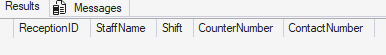 Results Messages
ReceptionID StaffName Shift CounterNumber ContactNumber